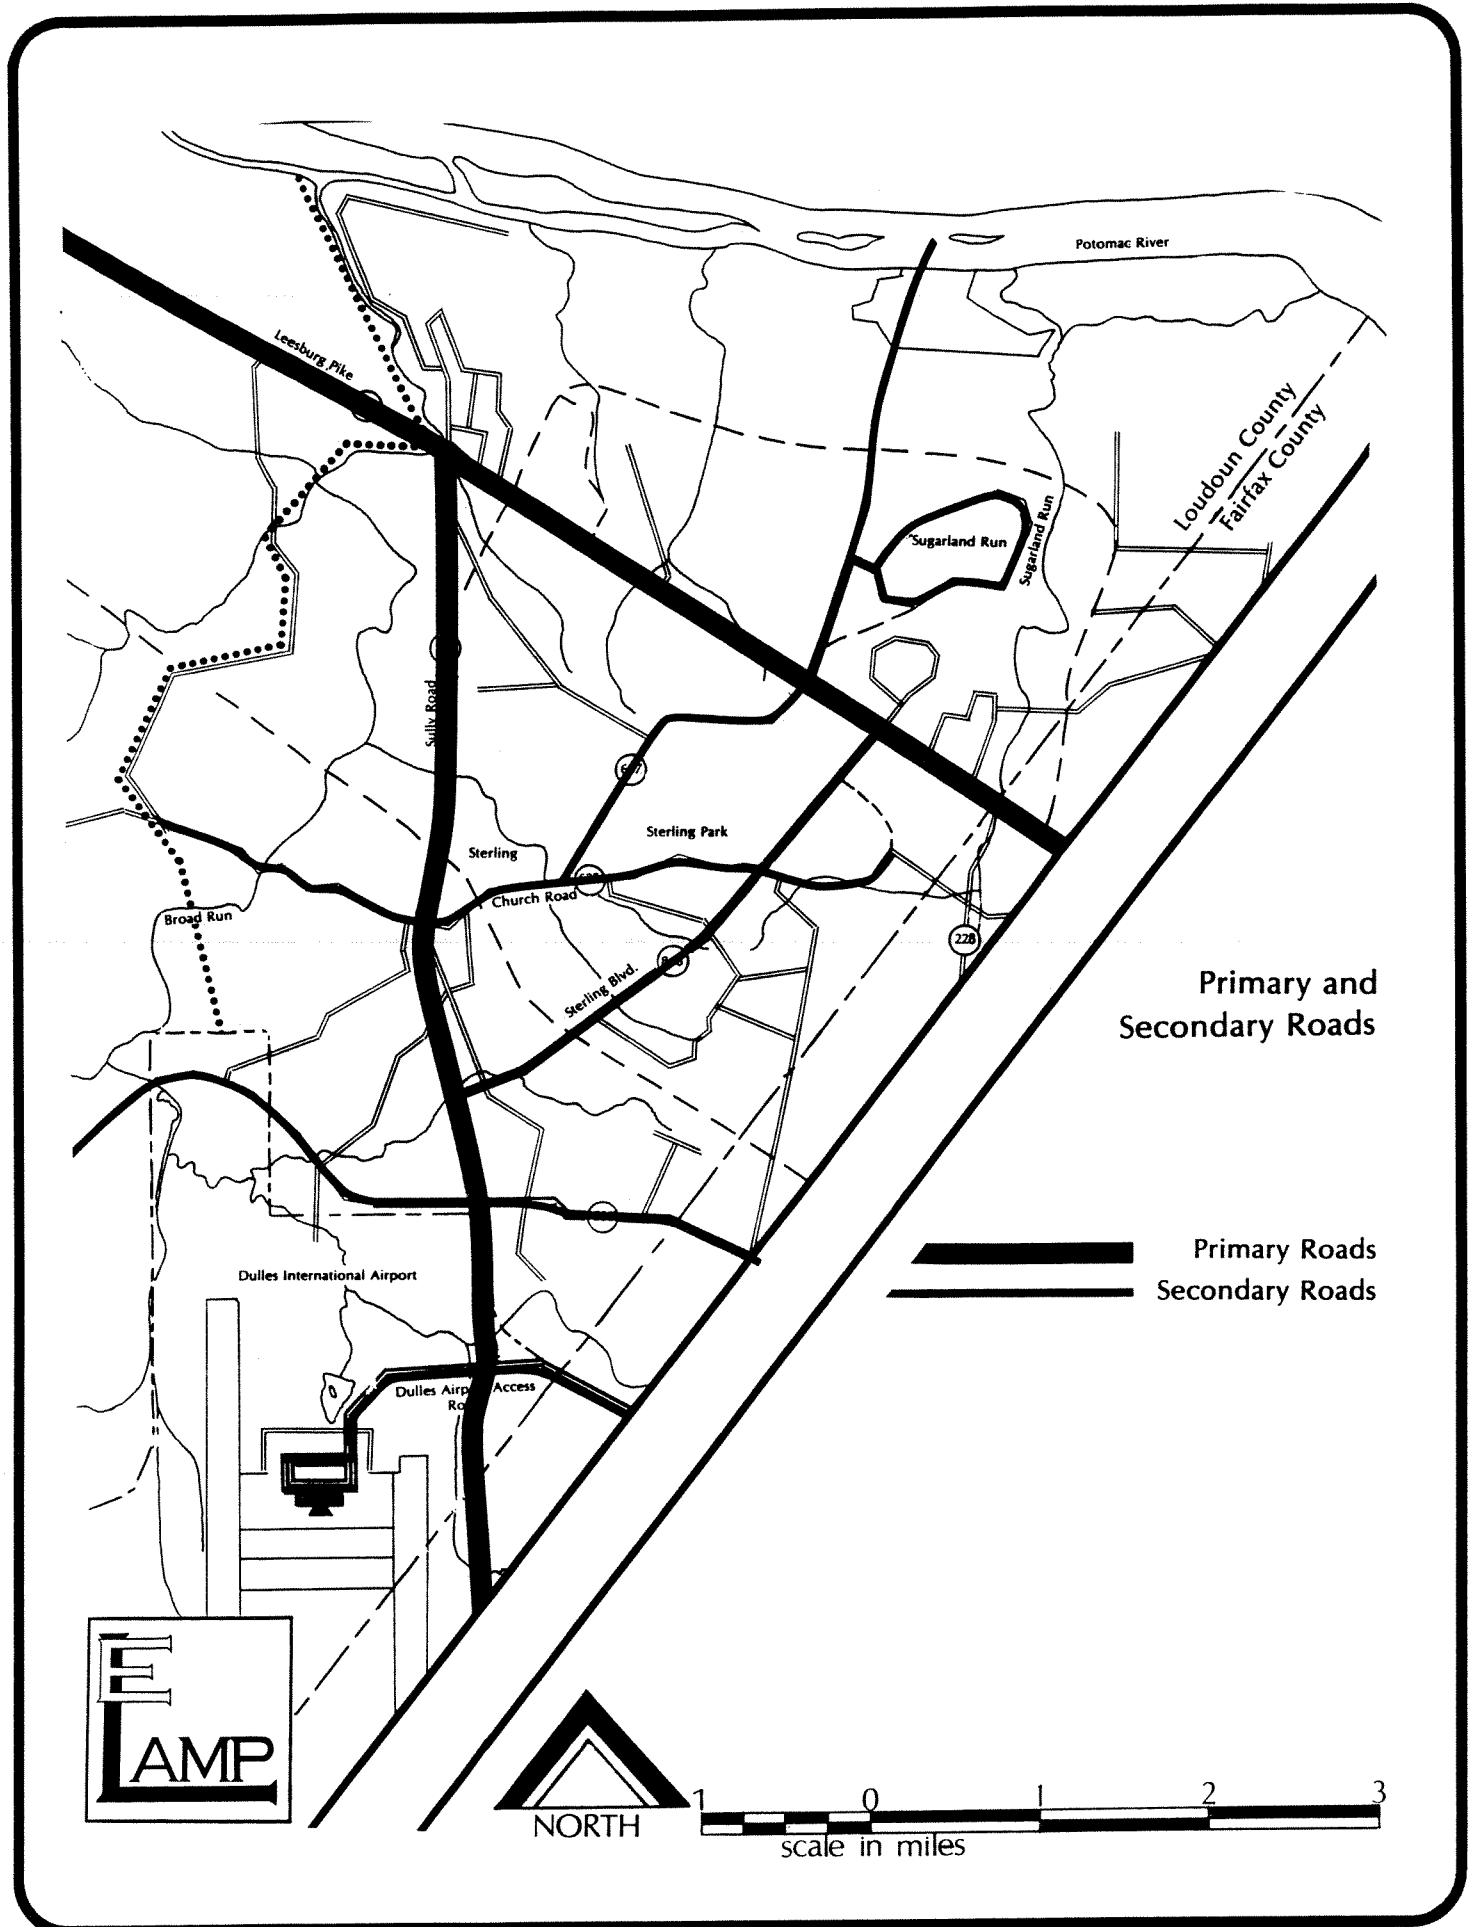 Potomac River
Leesburg Pike
Loudoun County
Fairfax County
Sugarland Run
Sugarland Run
Sully Road
Sterling Park
Sterling
Church Road
Broad Run
228
Sterling Blvd.
Primary and
Secondary Roads
Primary Roads
Secondary Roads
Dulles International Airport
Dulles Access
E
LAMP
NORTH
1 0 1 2 3
scale in miles